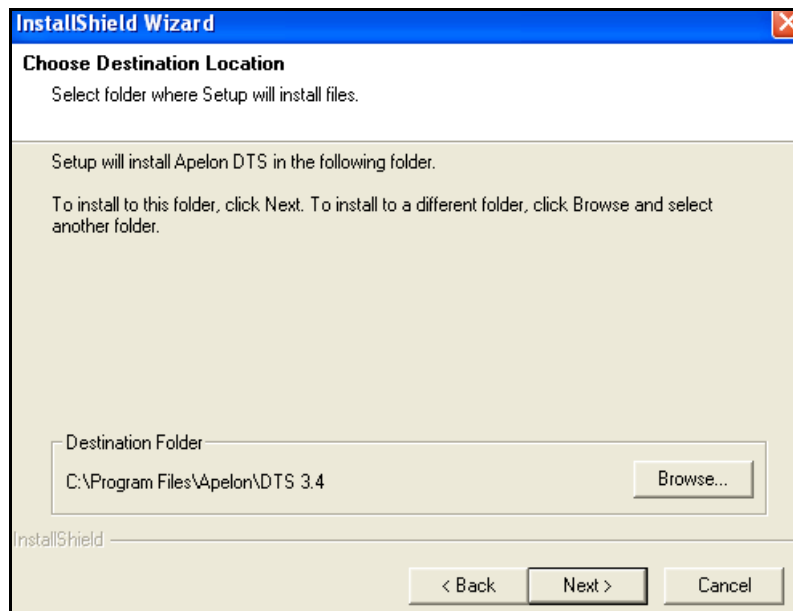 InstallShield Wizard
Choose Destination Location
Select folder where Setup will install files.
Setup will install Apelon DTS in the following folder.
To install to this folder, click Next. To install to a different folder, click Browse and select
another folder.
Destination Folder
C:\Program Files\Apelon\DTS 3.4
Browse...
InstallShield
< Back
Next >
Cancel